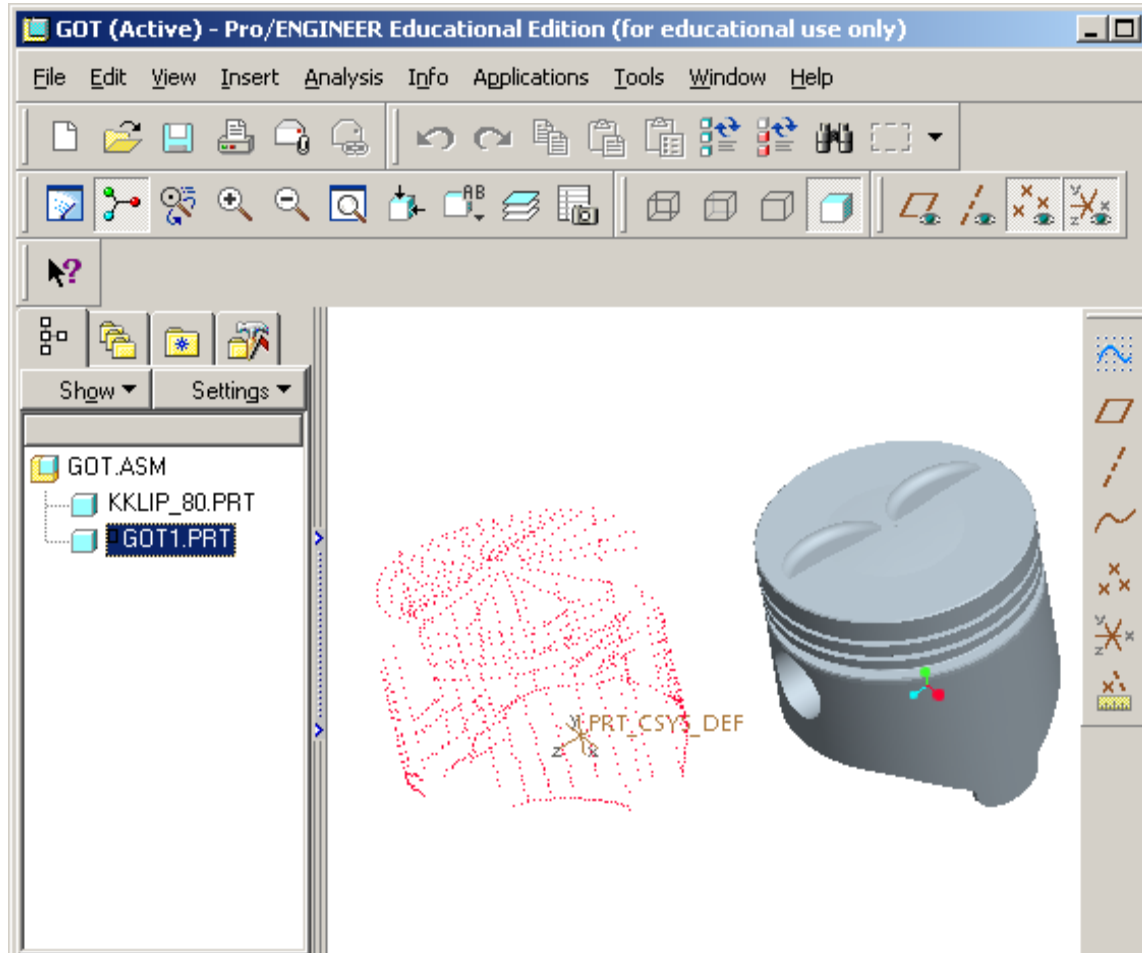 GOT (Active) - Pro/ENGINEER Educational Edition (for educational use only)
File Edit View Insert Analysis Info Applications Tools Window Help
Show Settings
GOT.ASM
KKLIP_80.PRT
GOT1.PRT
PRT_CSYS_DEF